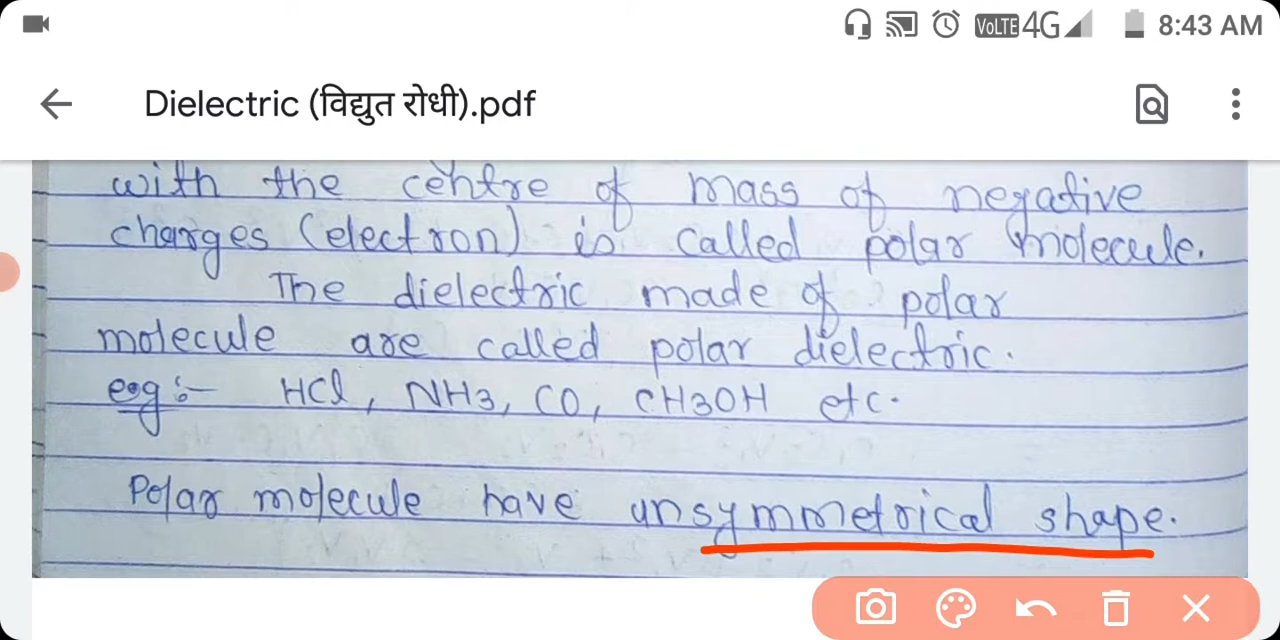 VoLTE 4G 8:43 AM
Dielectric (विद्युत रोधी).pdf
with the centre of mass of negative
charges (electron) is called polar molecule.
The dielectric made of polar
molecule are called polar dielectric.
eg:- HCl, NH3, CO, CH3OH etc.
Polar molecule have unsymmetrical shape.